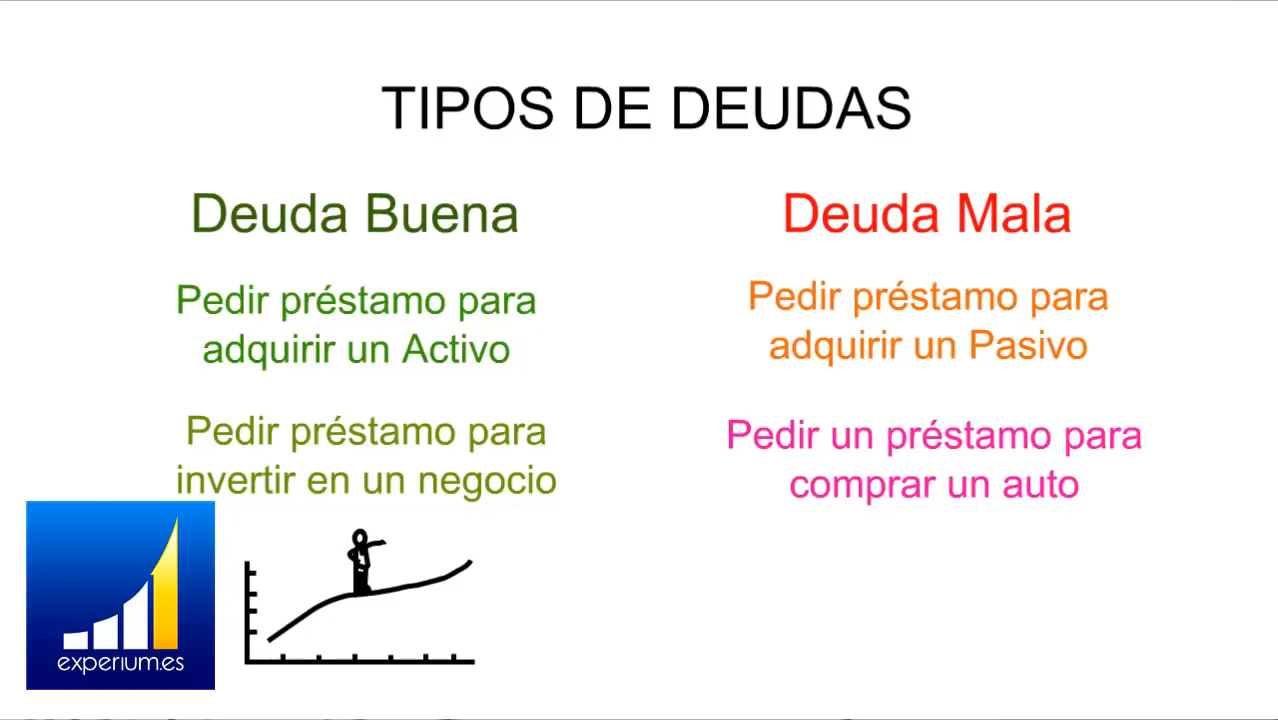 TIPOS DE DEUDAS
Deuda Buena
Pedir préstamo para
adquirir un Activo
Pedir préstamo para
invertir en un negocio
Deuda Mala
Pedir préstamo para
adquirir un Pasivo
Pedir un préstamo para
comprar un auto
experium.es